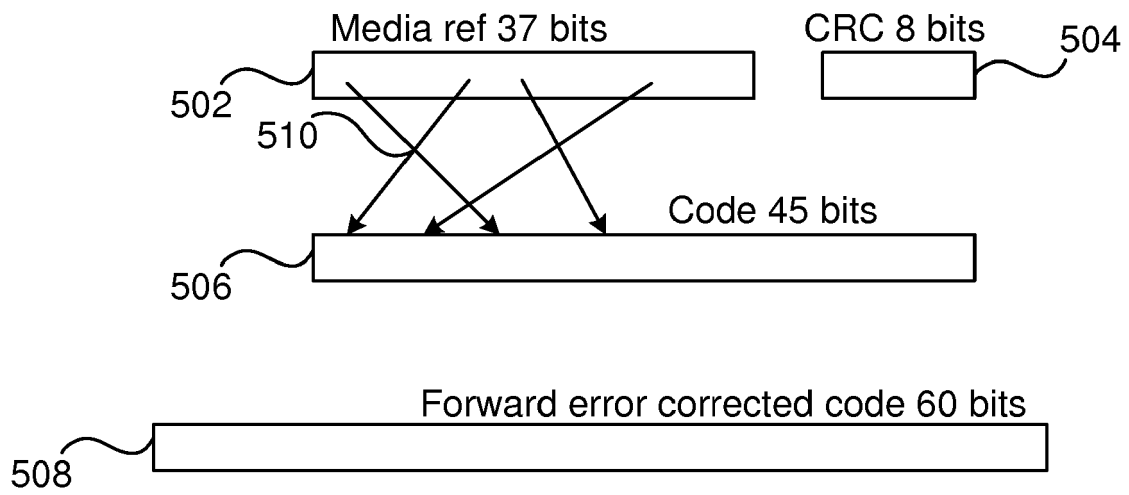 Media ref 37 bits
CRC 8 bits
504
502
510
Code 45 bits
506
Forward error corrected code 60 bits
508